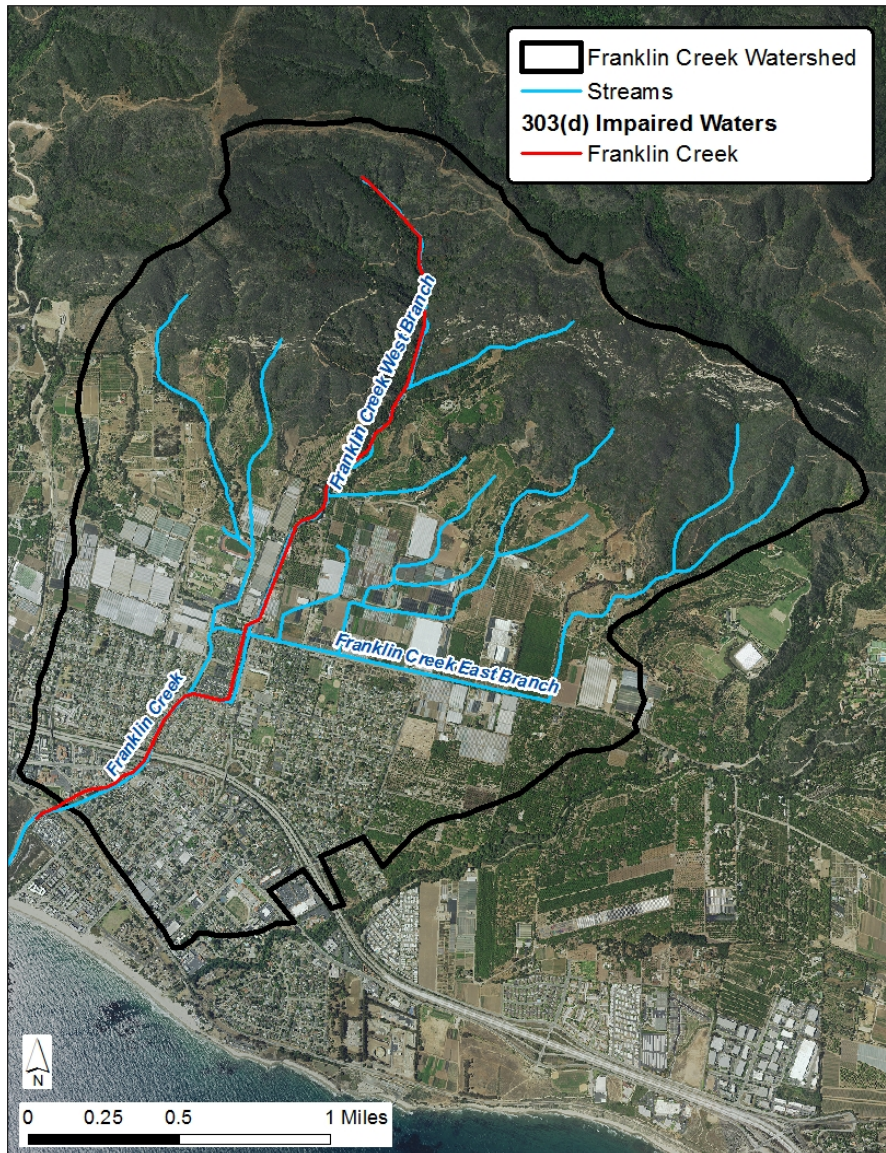 Franklin Creek Watershed
Streams
303(d) Impaired Waters
Franklin Creek
Franklin Creek West Branch
Franklin Creek East Branch
Franklin Creek
N
0 0.25 0.5 1 Miles